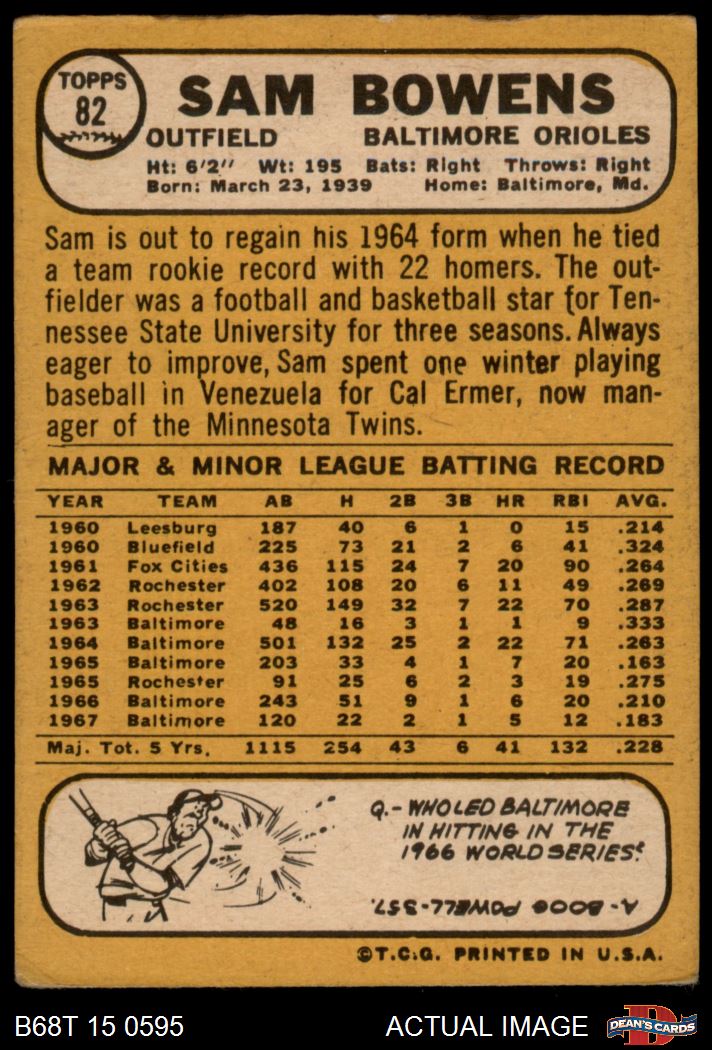 TOPPS
82
SAM BOWENS
OUTFIELD BALTIMORE ORIOLES
Ht: 6'2" Wt: 195 Bats: Right Throws: Right
Born: March 23, 1939 Home: Baltimore, Md.
Sam is out to regain his 1964 form when he tied
a team rookie record with 22 homers. The out-
fielder was a football and basketball star for Ten-
nessee State University for three seasons. Always
eager to improve, Sam spent one winter playing
baseball in Venezuela for Cal Ermer, now man-
ager of the Minnesota Twins.
MAJOR & MINOR LEAGUE BATTING RECORD
YEAR TEAM AB H 2B 3B HR RBI AVG.
1960 Leesburg 187 40 6 1 0 15 .214
1960 Bluefield 225 73 21 2 6 41 .324
1961 Fox Cities 436 115 24 7 20 90 .264
1962 Rochester 402 108 20 6 11 49 .269
1963 Rochester 520 149 32 7 22 70 .287
1963 Baltimore 48 16 3 1 1 9 .333
1964 Baltimore 501 132 25 2 22 71 .263
1965 Baltimore 203 33 4 1 7 20 .163
1965 Rochester 91 25 6 2 3 19 .275
1966 Baltimore 243 51 9 1 6 20 .210
1967 Baltimore 120 22 2 1 5 12 .183
Maj. Tot. 5 Yrs. 1115 254 43 6 41 132 .228
Q.- WHO LED BALTIMORE
IN HITTING IN THE
1966 WORLD SERIES?
A- BOOG POWELL-357.
©T.C.G. PRINTED IN U.S.A.
B68T 15 0595 ACTUAL IMAGE
DEAN'S CARDS